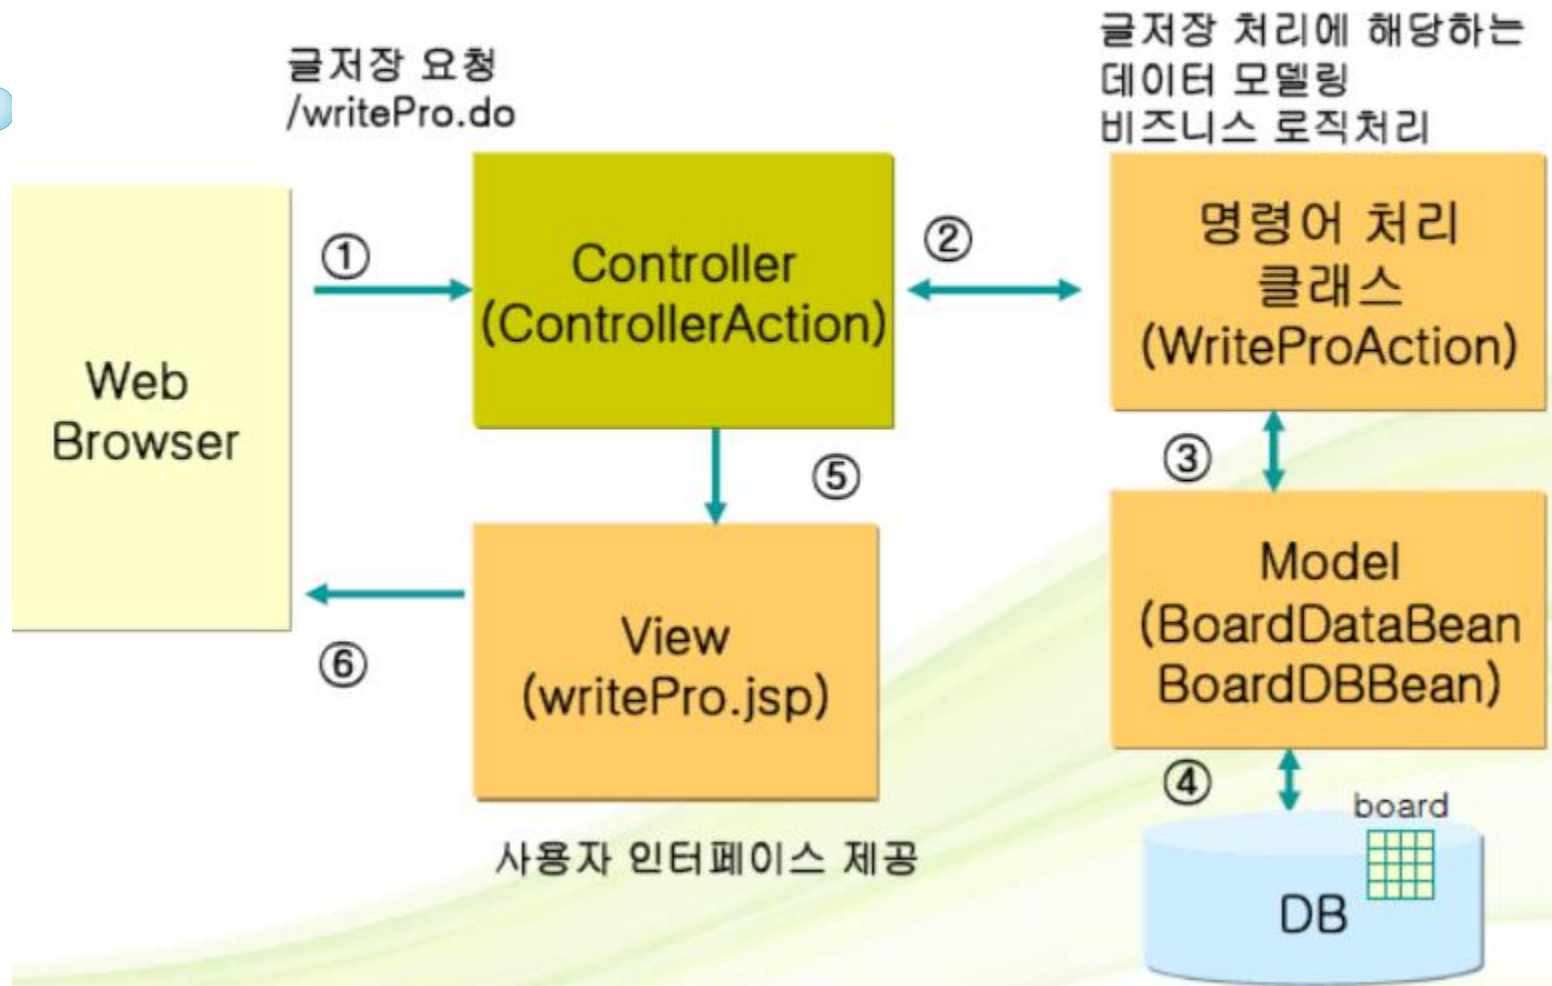 글저장 요청
/writePro.do
글저장 처리에 해당하는
데이터 모델링
비즈니스 로직처리
Web
Browser
①
Controller
(ControllerAction)
②
명령어 처리
클래스
(WriteProAction)
③
Model
(BoardDataBean
BoardDBBean)
④
board
DB
⑤
View
(writePro.jsp)
⑥
사용자 인터페이스 제공